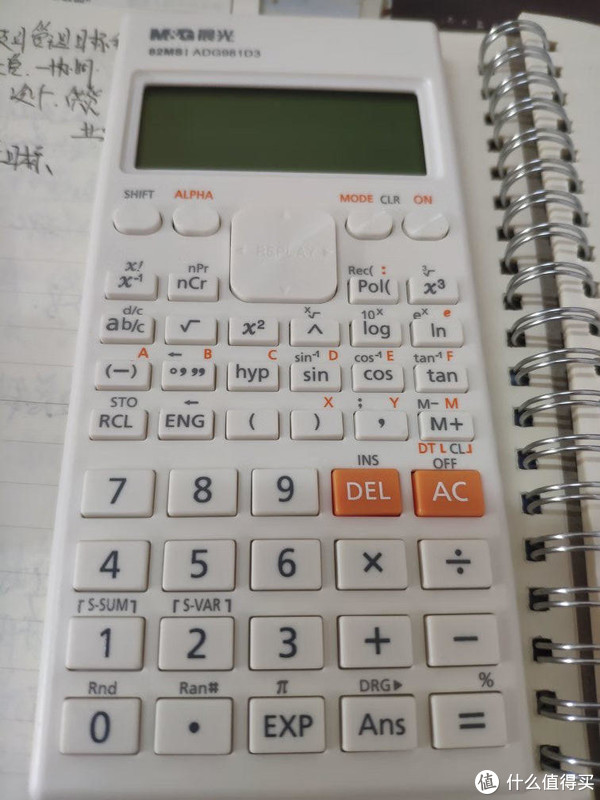 M&G晨光
82MS | ADG981D3
SHIFT ALPHA MODE CLR ON
REPLAY
x! nPr Rec( : ³√
x⁻¹ nCr Pol( x³
d/c ˣ√ 10ˣ eˣ e
ab/c √ x² ^ log ln
A ← B C sin⁻¹ D cos⁻¹ E tan⁻¹ F
(—) °,,, hyp sin cos tan
STO ← X ; Y M− M
RCL ENG ( ) , M+
DT CL
INS OFF
7 8 9 DEL AC
4 5 6 × ÷
S-SUM S-VAR
1 2 3 + −
Rnd Ran# π DRG▶ %
0 • EXP Ans =
值 什么值得买